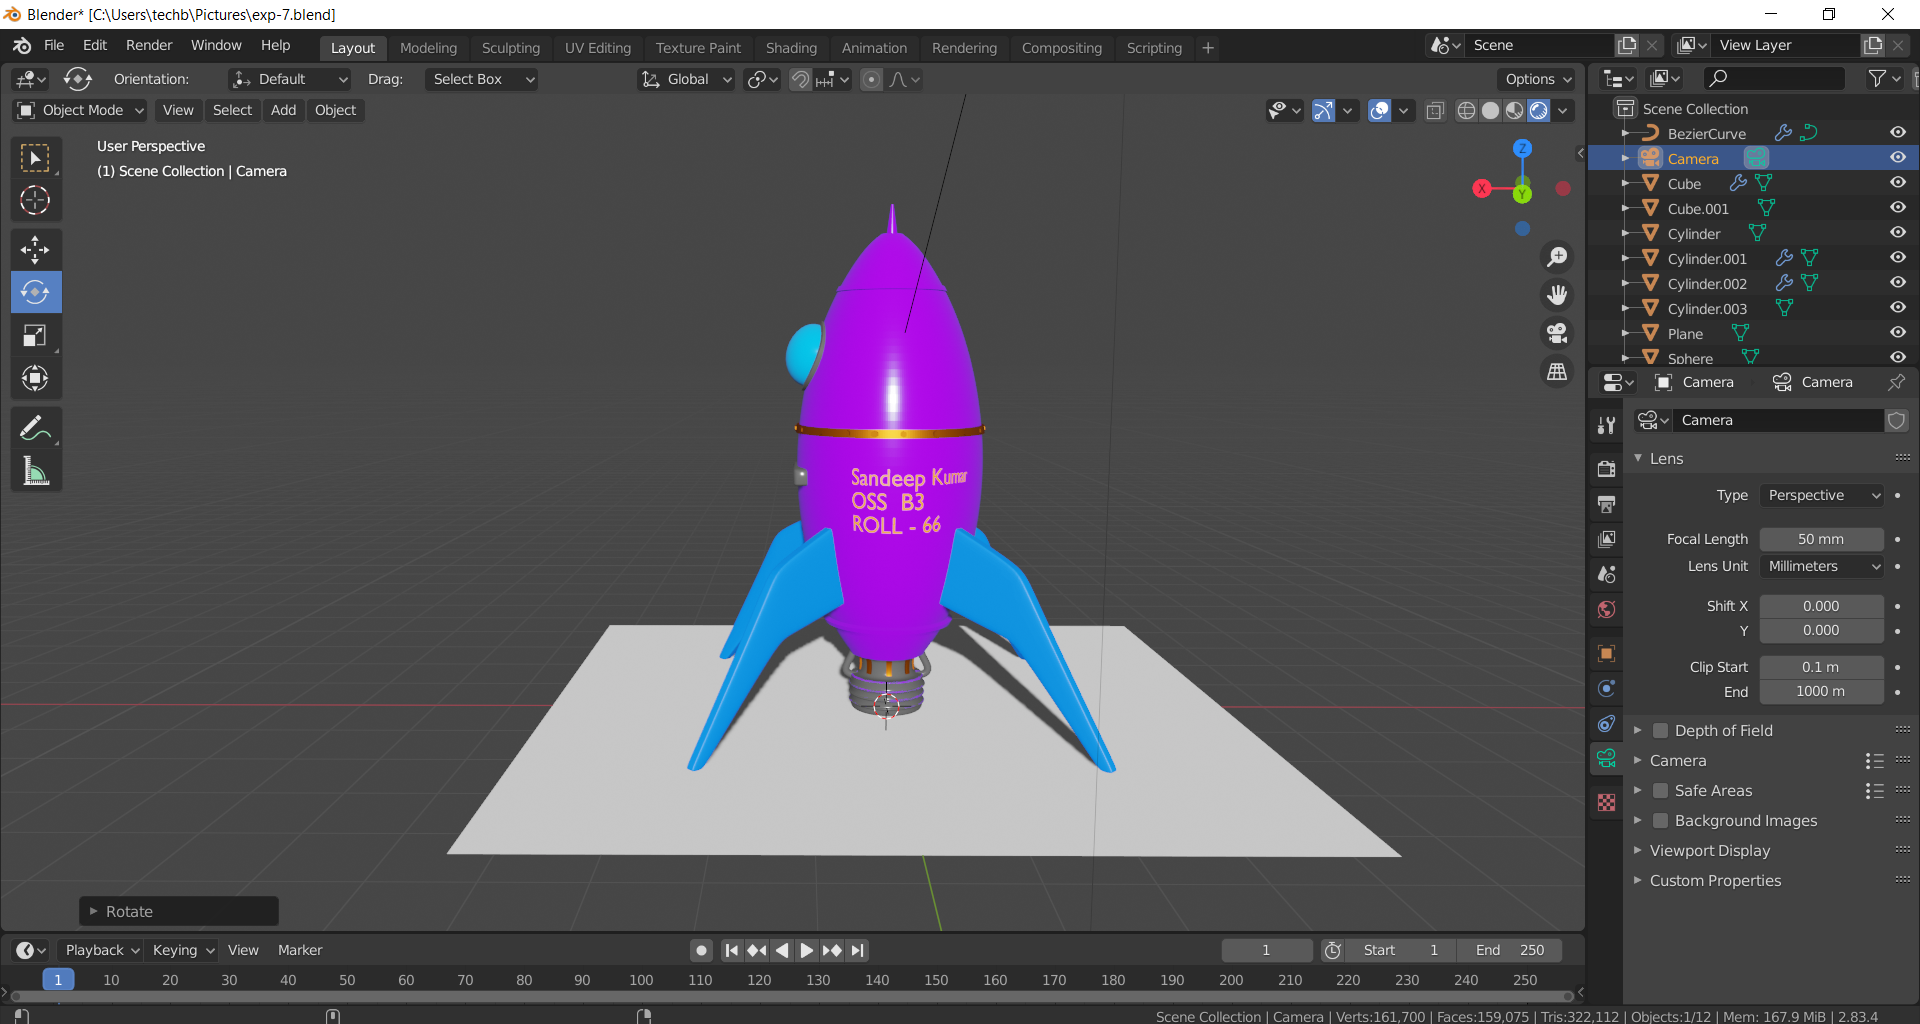 Blender* [C:\Users\techb\Pictures\exp-7.blend]
File Edit Render Window Help Layout Modeling Sculpting UV Editing Texture Paint Shading Animation Rendering Compositing Scripting + Scene View Layer
Orientation: Default Drag: Select Box Global Options
Object Mode View Select Add Object
User Perspective
(1) Scene Collection | Camera
Z
X
Y
Sandeep Kumar
OSS B3
ROLL - 66
Rotate
Scene Collection
BezierCurve
Camera
Cube
Cube.001
Cylinder
Cylinder.001
Cylinder.002
Cylinder.003
Plane
Sphere
Camera Camera
Camera
Lens
Type Perspective
Focal Length 50 mm
Lens Unit Millimeters
Shift X 0.000
Y 0.000
Clip Start 0.1 m
End 1000 m
Depth of Field
Camera
Safe Areas
Background Images
Viewport Display
Custom Properties
Playback Keying View Marker 1 Start 1 End 250
1 10 20 30 40 50 60 70 80 90 100 110 120 130 140 150 160 170 180 190 200 210 220 230 240 250
Scene Collection | Camera | Verts:161,700 | Faces:159,075 | Tris:322,112 | Objects:1/12 | Mem: 167.9 MiB | 2.83.4